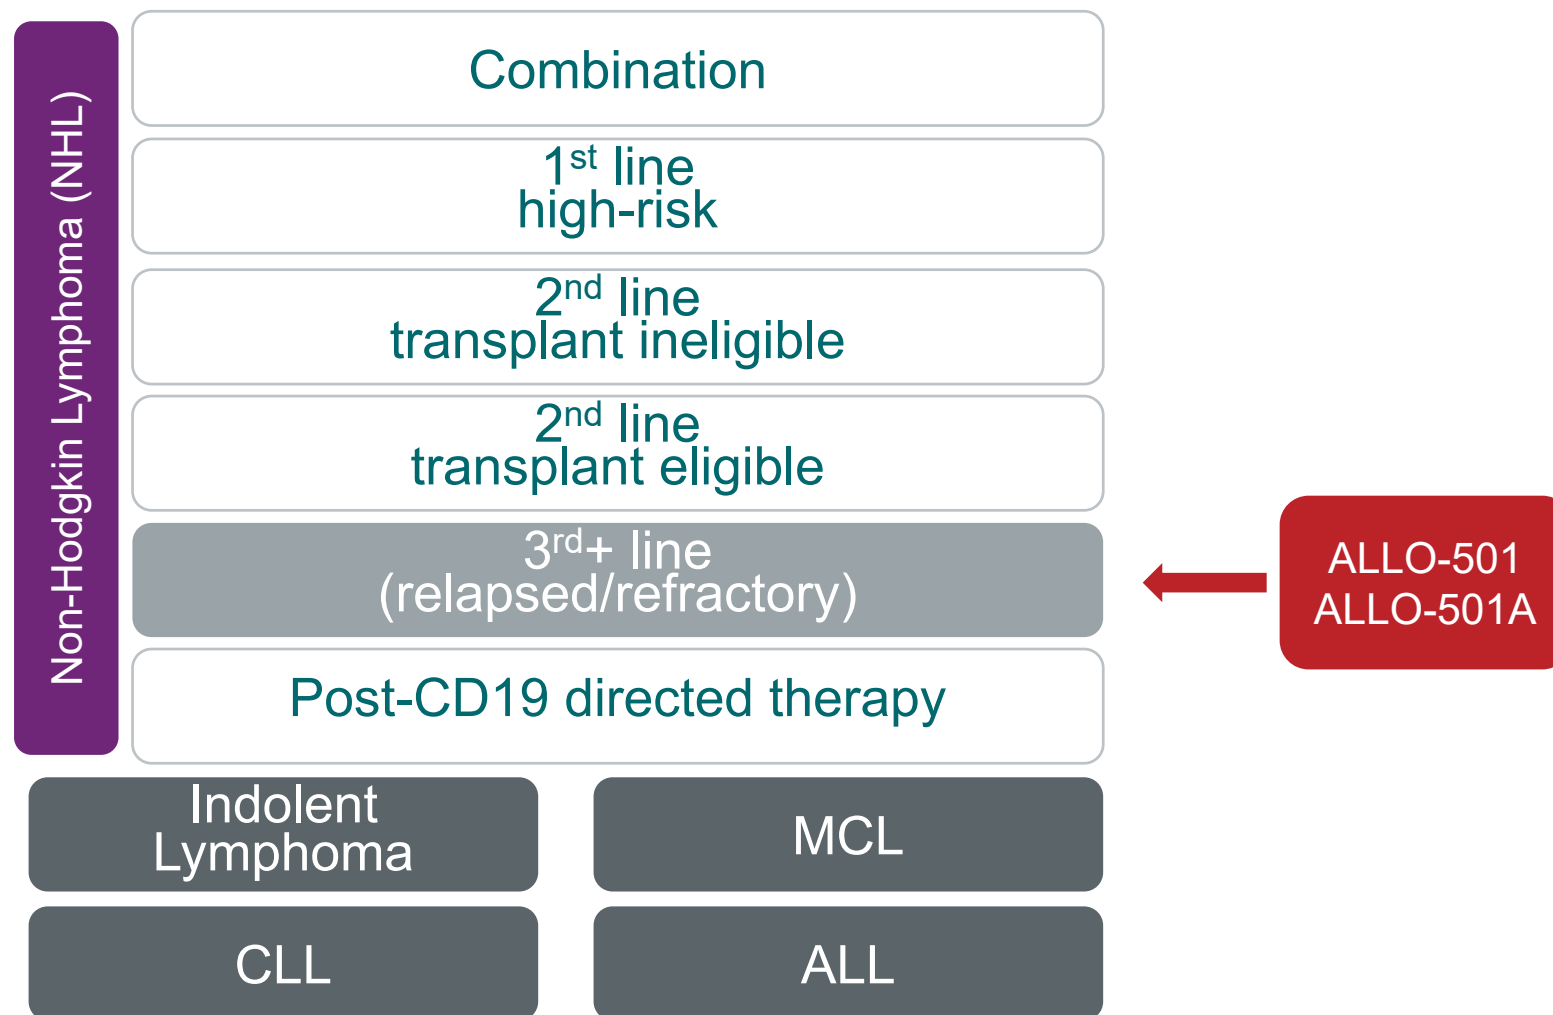 Non-Hodgkin Lymphoma (NHL)
Combination
1st line
high-risk
2nd line
transplant ineligible
2nd line
transplant eligible
3rd+ line
(relapsed/refractory)
Post-CD19 directed therapy
ALLO-501
ALLO-501A
Indolent
Lymphoma
MCL
CLL
ALL